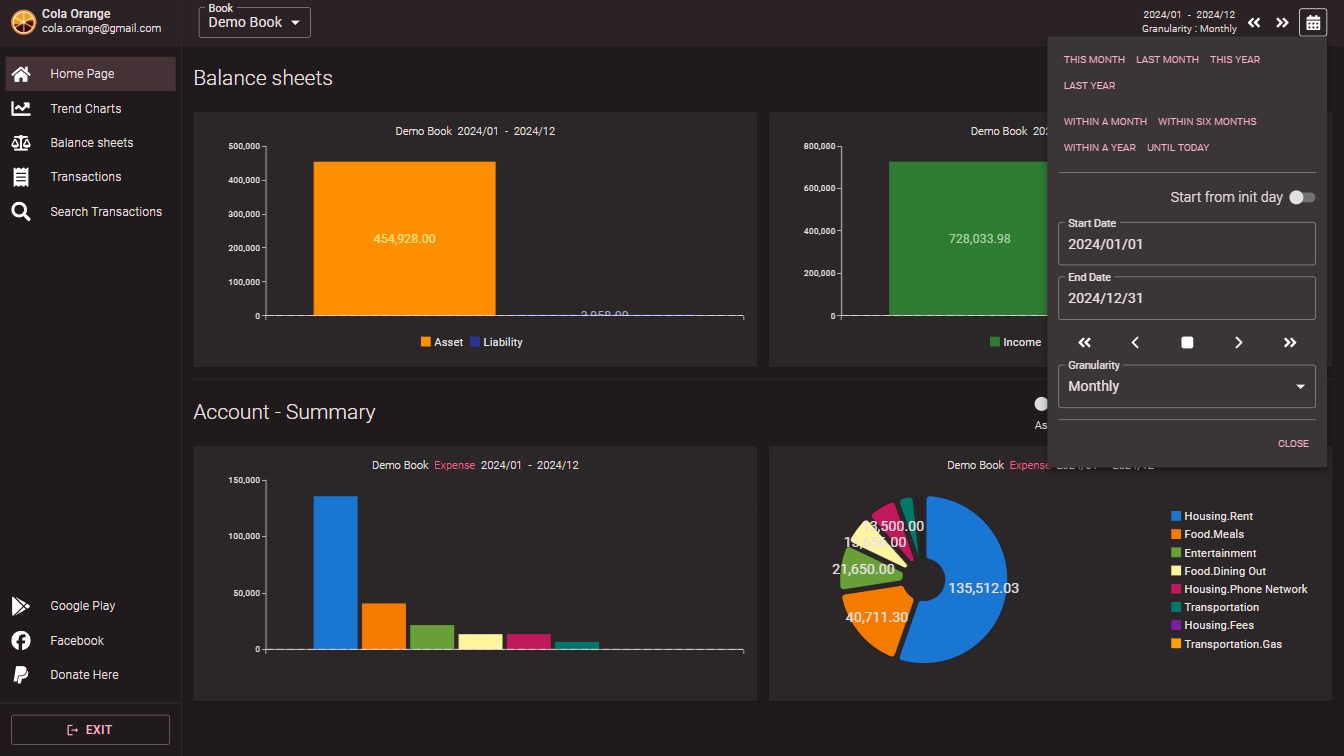 Cola Orange
cola.orange@gmail.com
Book
Demo Book
2024/01 - 2024/12
Granularity : Monthly
Home Page
Trend Charts
Balance sheets
Transactions
Search Transactions
Google Play
Facebook
Donate Here
EXIT
Balance sheets
Demo Book 2024/01 - 2024/12
500,000
400,000
300,000
200,000
100,000
0
454,928.00
Asset Liability
Demo Book
800,000
600,000
400,000
200,000
0
728,033.98
Income
THIS MONTH LAST MONTH THIS YEAR
LAST YEAR
WITHIN A MONTH WITHIN SIX MONTHS
WITHIN A YEAR UNTIL TODAY
Start from init day
Start Date
2024/01/01
End Date
2024/12/31
Granularity
Monthly
CLOSE
Account - Summary
As
Demo Book Expense 2024/01 - 2024/12
150,000
100,000
50,000
0
Demo Book Expense
3,500.00
21,650.00
40,711.30
135,512.03
Housing.Rent
Food.Meals
Entertainment
Food.Dining Out
Housing.Phone Network
Transportation
Housing.Fees
Transportation.Gas